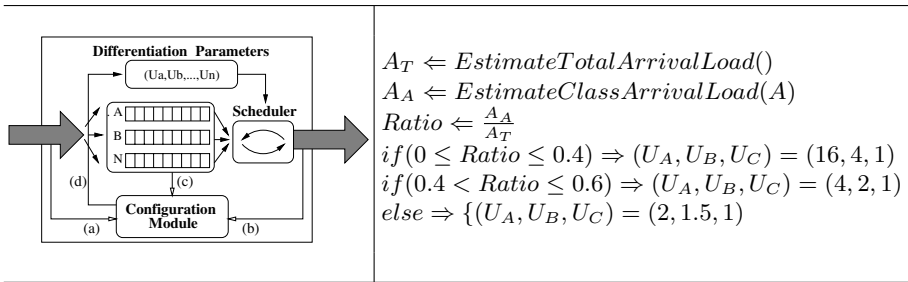 Differentiation Parameters
(Ua,Ub,...,Un)
Scheduler
. A
B
N
(d)
(c)
Configuration
Module
(a)
(b)
A_T ⇐ EstimateTotalArrivalLoad()
A_A ⇐ EstimateClassArrivalLoad(A)
Ratio ⇐ A_A/A_T
if(0 ≤ Ratio ≤ 0.4) ⇒ (U_A, U_B, U_C) = (16, 4, 1)
if(0.4 < Ratio ≤ 0.6) ⇒ (U_A, U_B, U_C) = (4, 2, 1)
else ⇒ {(U_A, U_B, U_C) = (2, 1.5, 1)